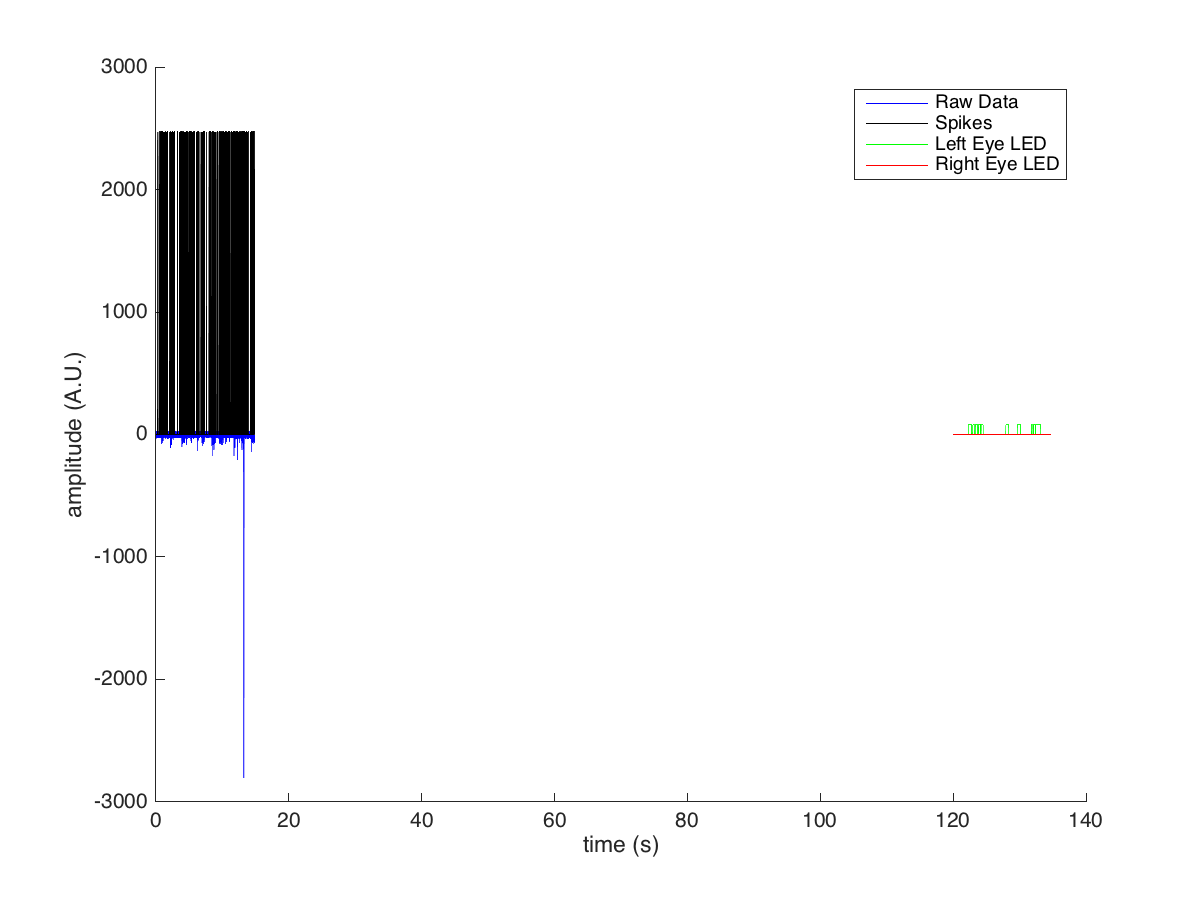 3000
2000
1000
0
-1000
-2000
-3000
amplitude (A.U.)
0 20 40 60 80 100 120 140
time (s)
Raw Data
Spikes
Left Eye LED
Right Eye LED